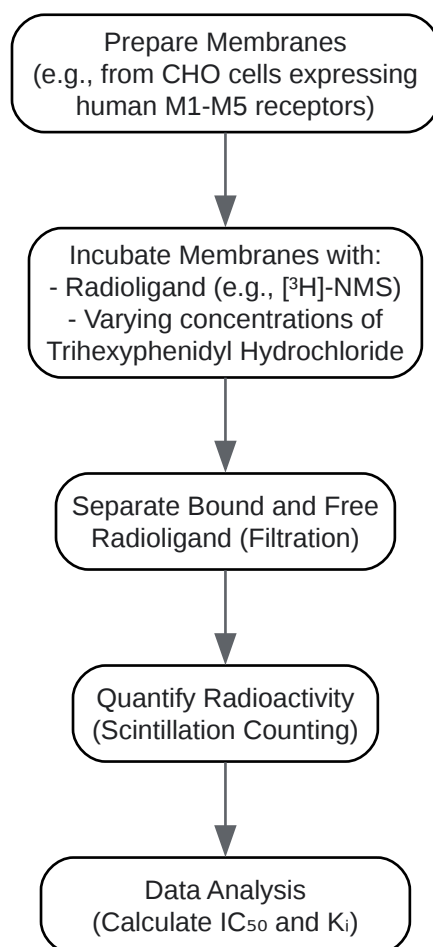 Prepare Membranes
(e.g., from CHO cells expressing
human M1-M5 receptors)
Incubate Membranes with:
- Radioligand (e.g., [³H]-NMS)
- Varying concentrations of
Trihexyphenidyl Hydrochloride
Separate Bound and Free
Radioligand (Filtration)
Quantify Radioactivity
(Scintillation Counting)
Data Analysis
(Calculate IC₅₀ and Kᵢ)